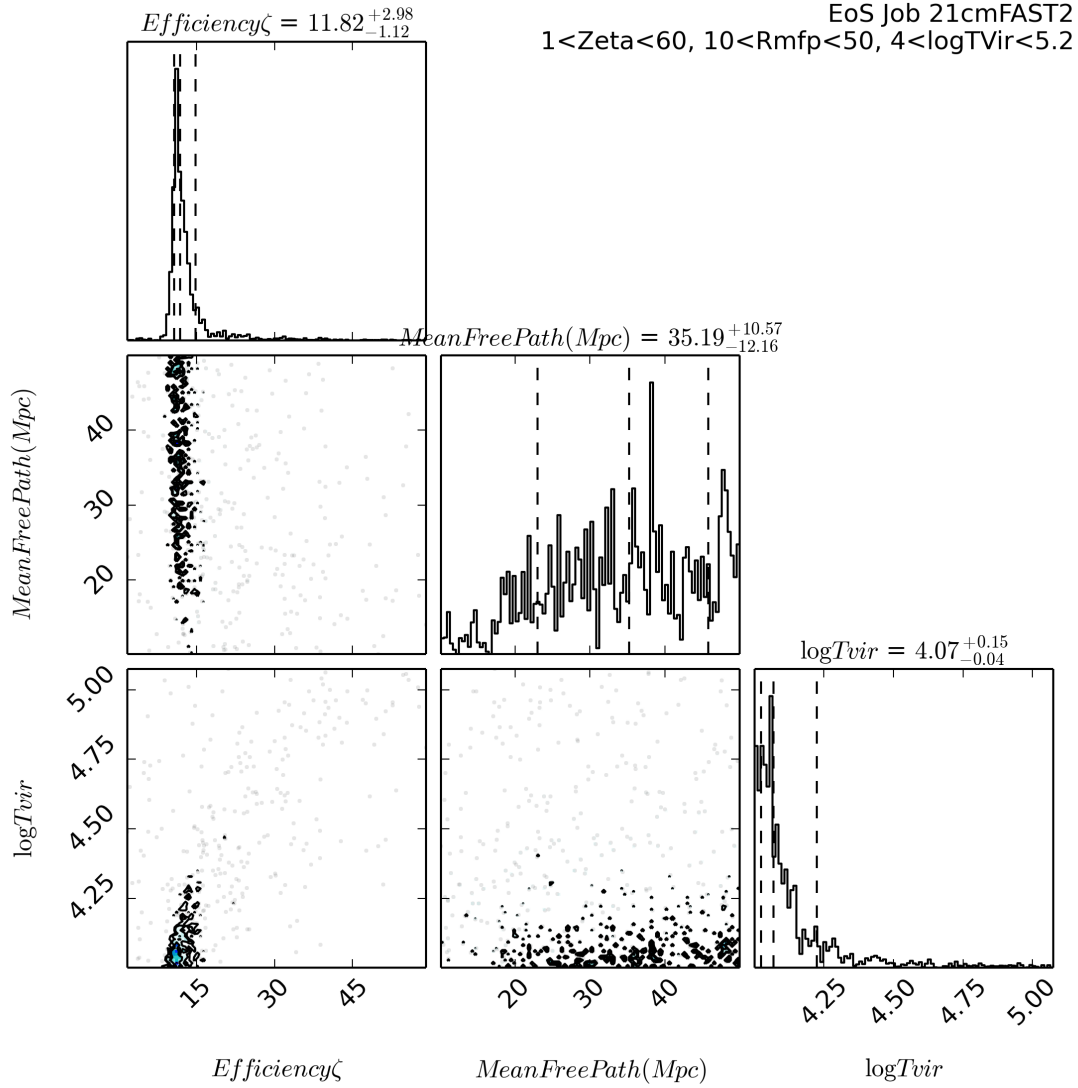 EoS Job 21cmFAST2
1<Zeta<60, 10<Rmfp<50, 4<logTVir<5.2
Efficiencyζ = 11.82+2.98−1.12
MeanFreePath(Mpc) = 35.19+10.57−12.16
MeanFreePath(Mpc)
40
30
20
logTvir = 4.07+0.15−0.04
logTvir
5.00
4.75
4.50
4.25
15 30 45 20 30 40 4.25 4.50 4.75 5.00
Efficiencyζ MeanFreePath(Mpc) logTvir